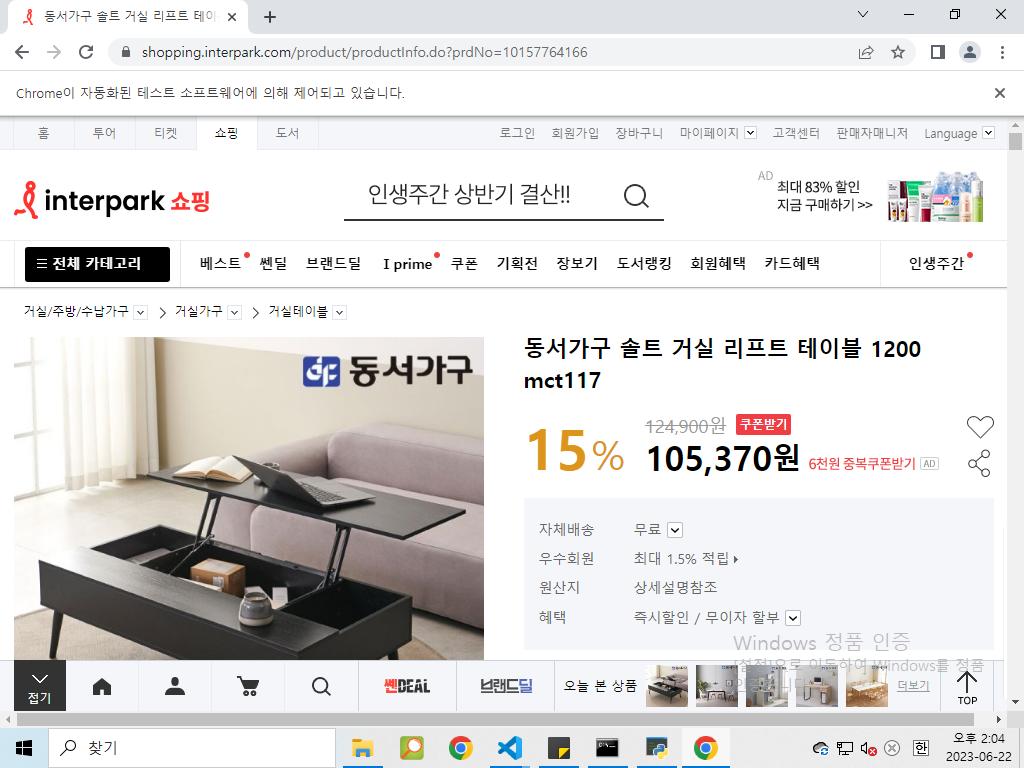 동서가구 솔트 거실 리프트 테이
shopping.interpark.com/product/productInfo.do?prdNo=10157764166
Chrome이 자동화된 테스트 소프트웨어에 의해 제어되고 있습니다.
홈 투어 티켓 쇼핑 도서 로그인 회원가입 장바구니 마이페이지 고객센터 판매자매니저 Language
interpark 쇼핑
인생주간 상반기 결산!!
AD
최대 83% 할인
지금 구매하기 >>
전체 카테고리 베스트 쎈딜 브랜드딜 I prime 쿠폰 기획전 장보기 도서랭킹 회원혜택 카드혜택 인생주간
거실/주방/수납가구 거실가구 거실테이블
동서가구
동서가구 솔트 거실 리프트 테이블 1200
mct117
15%
124,900원 쿠폰받기
105,370원 6천원 중복쿠폰받기 AD
자체배송 무료
우수회원 최대 1.5% 적립
원산지 상세설명참조
혜택 즉시할인 / 무이자 할부
Windows 정품 인증
[설정]으로 이동하여 Windows를 정품
접기
쎈DEAL
브랜드딜
오늘 본 상품
더보기
TOP
찾기
한
오후 2:04
2023-06-22